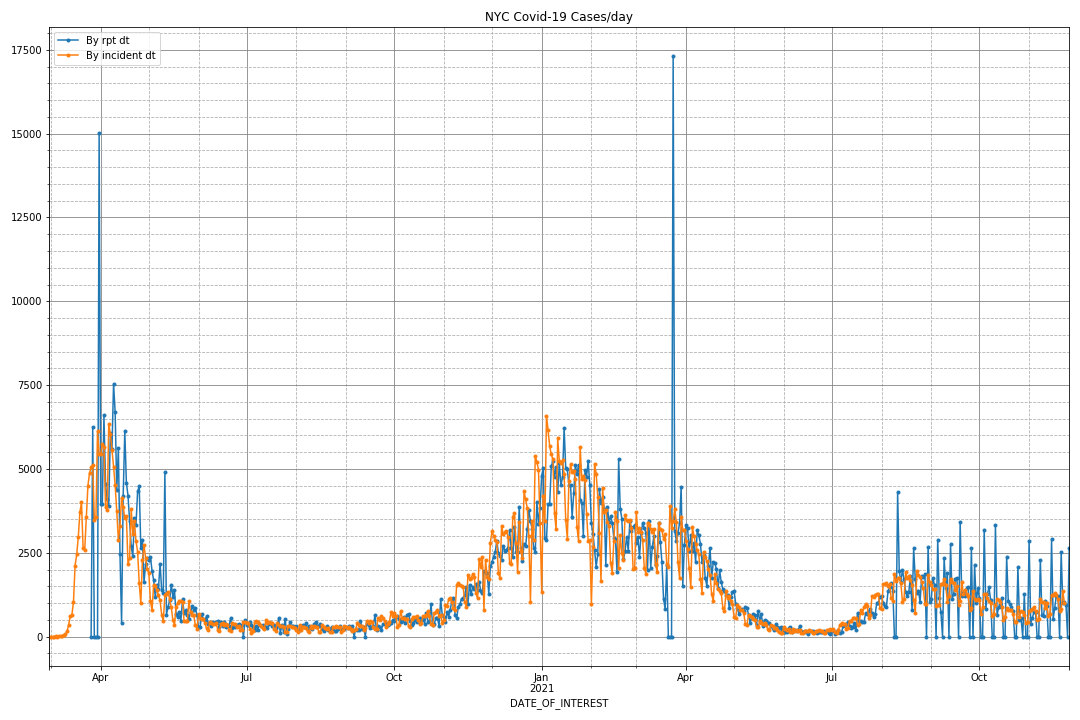 NYC Covid-19 Cases/day
By rpt dt
By incident dt
17500
15000
12500
10000
7500
5000
2500
0
Apr Jul Oct Jan Apr Jul Oct
2021
DATE_OF_INTEREST